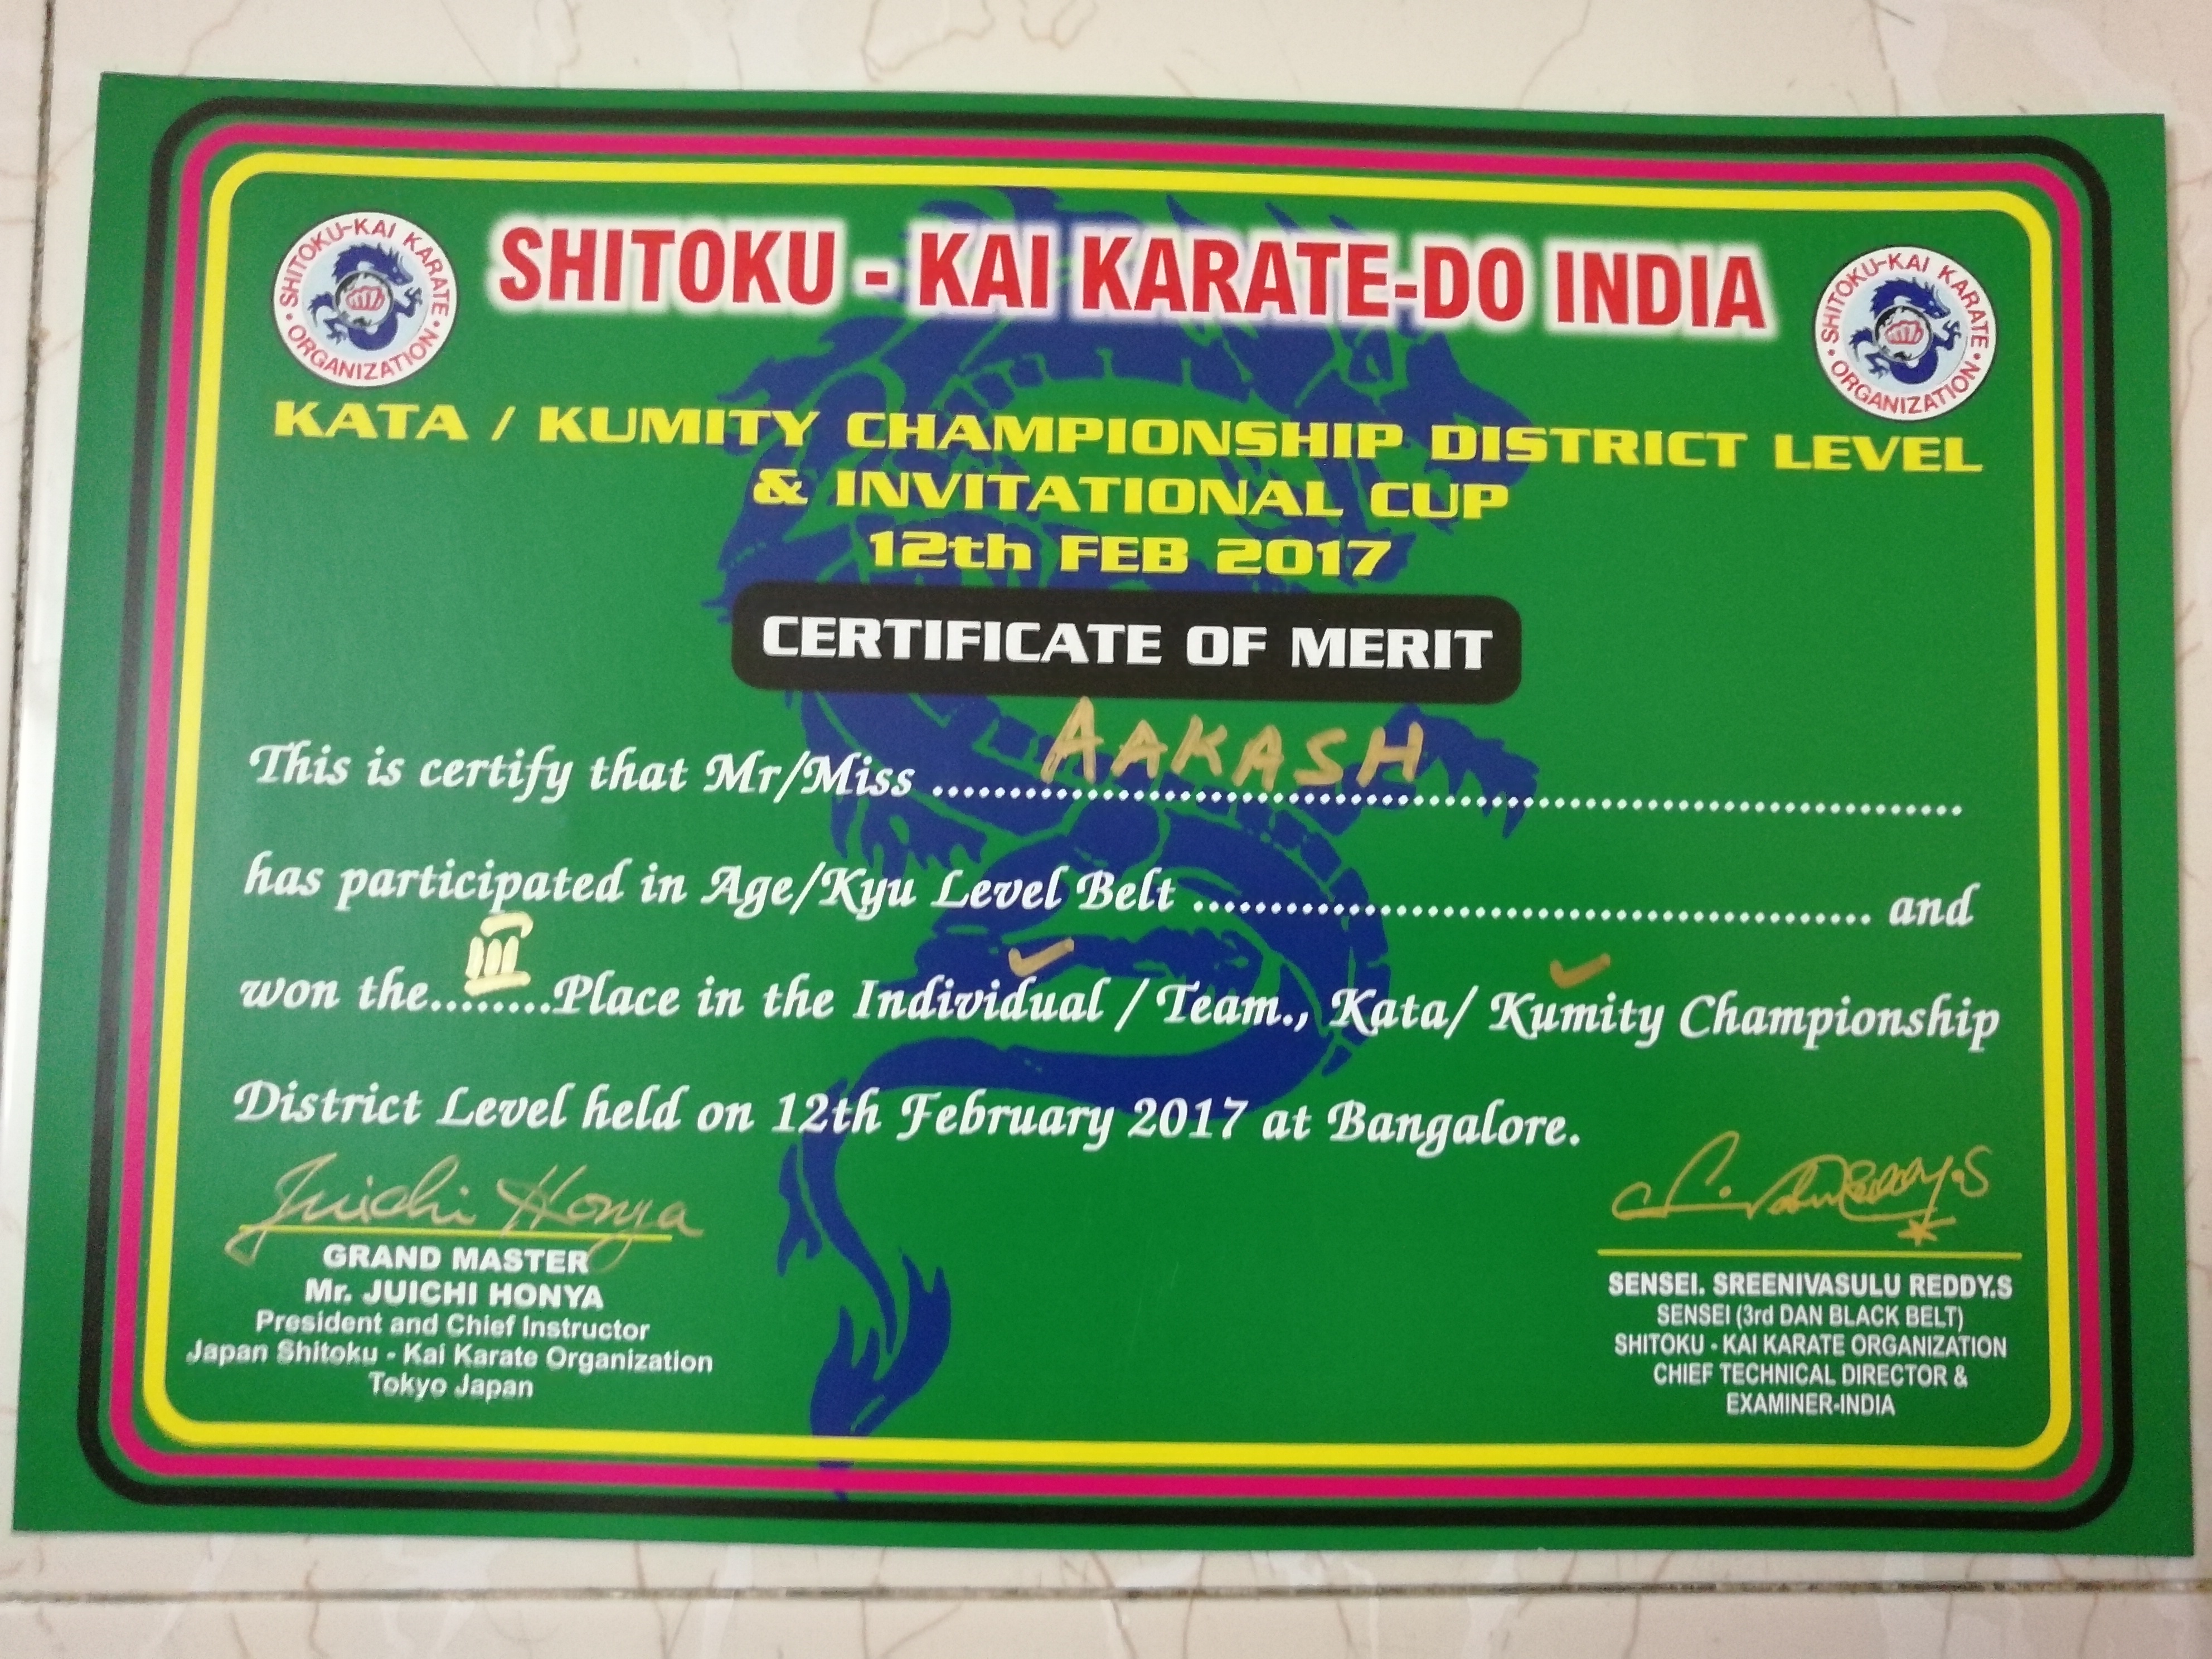 SHITOKU-KAI KARATE
• ORGANIZATION •
SHITOKU - KAI KARATE-DO INDIA
SHITOKU-KAI KARATE
• ORGANIZATION •
KATA / KUMITY CHAMPIONSHIP DISTRICT LEVEL
& INVITATIONAL CUP
12th FEB 2017
CERTIFICATE OF MERIT
This is certify that Mr/Miss AAKASH
has participated in Age/Kyu Level Belt ........................................ and
won the...III...Place in the Individual ✓ / Team., Kata/ Kumity ✓ Championship
District Level held on 12th February 2017 at Bangalore.
Juichi Honya
GRAND MASTER
Mr. JUICHI HONYA
President and Chief Instructor
Japan Shitoku - Kai Karate Organization
Tokyo Japan
SENSEI. SREENIVASULU REDDY.S
SENSEI (3rd DAN BLACK BELT)
SHITOKU - KAI KARATE ORGANIZATION
CHIEF TECHNICAL DIRECTOR &
EXAMINER-INDIA